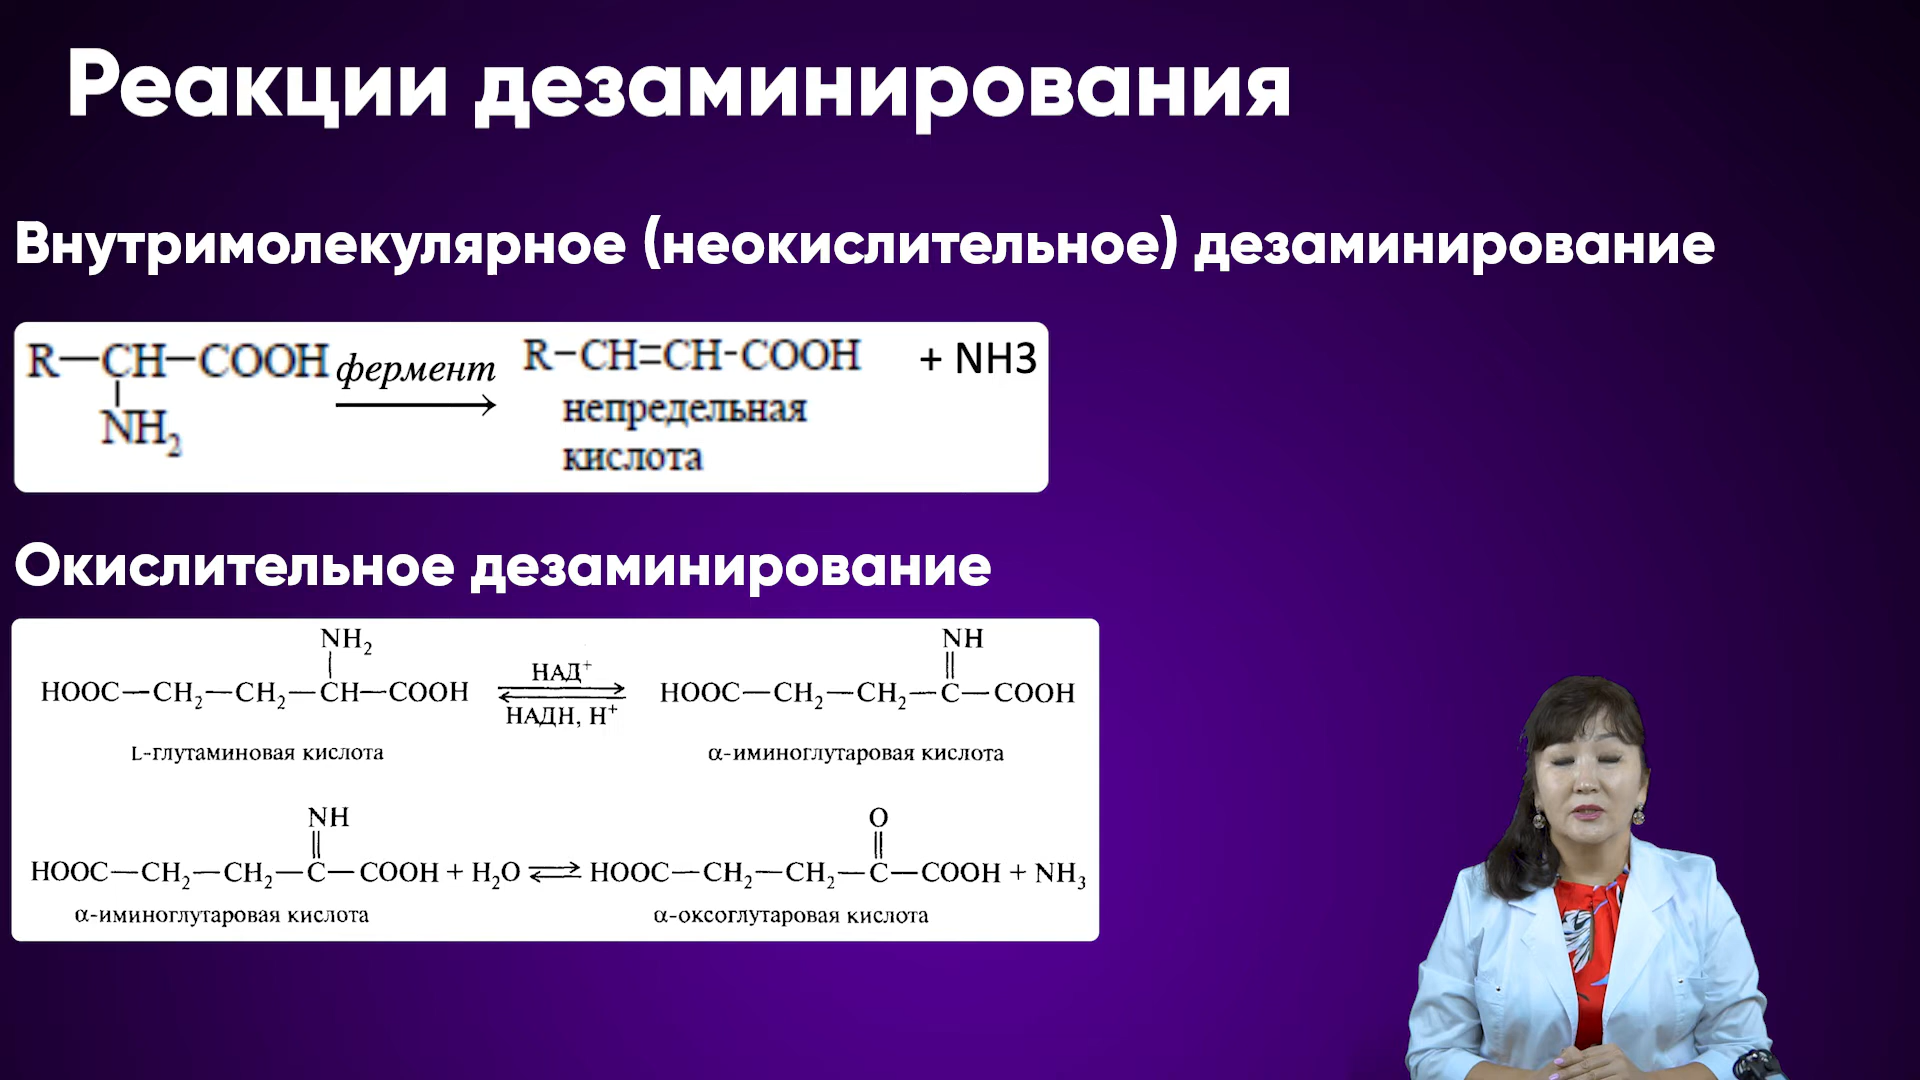 Реакции дезаминирования
Внутримолекулярное (неокислительное) дезаминирование
R—CH—COOH фермент R−CH=CH-COOH + NH3
NH₂ непредельная
кислота
Окислительное дезаминирование
NH₂ NH
HOOC—CH₂—CH₂—CH—COOH НАД⁺ HOOC—CH₂—CH₂—C—COOH
НАДН, Н⁺
L-глутаминовая кислота α-иминоглутаровая кислота
NH O
HOOC—CH₂—CH₂—C—COOH + H₂O ⇌ HOOC—CH₂—CH₂—C—COOH + NH₃
α-иминоглутаровая кислота α-оксоглутаровая кислота